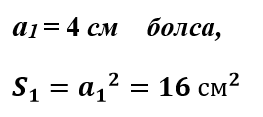 a₁ = 4 см болса,
S₁ = a₁² = 16 см²